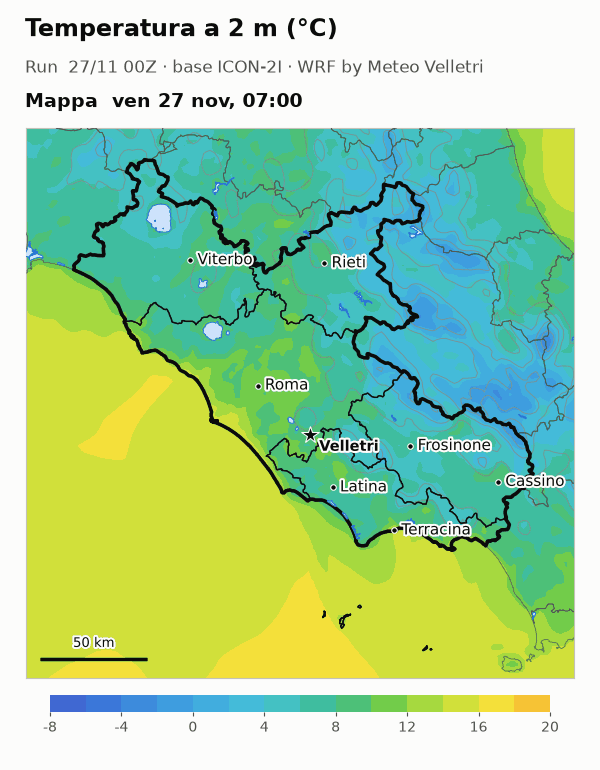 Temperatura a 2 m (°C)
Run  27/11 00Z · base ICON-2I · WRF by Meteo Velletri
Mappa  ven 27 nov, 07:00
Viterbo
Rieti
Roma
Velletri
Frosinone
Latina
Cassino
Terracina
50 km
-8 -4 0 4 8 12 16 20